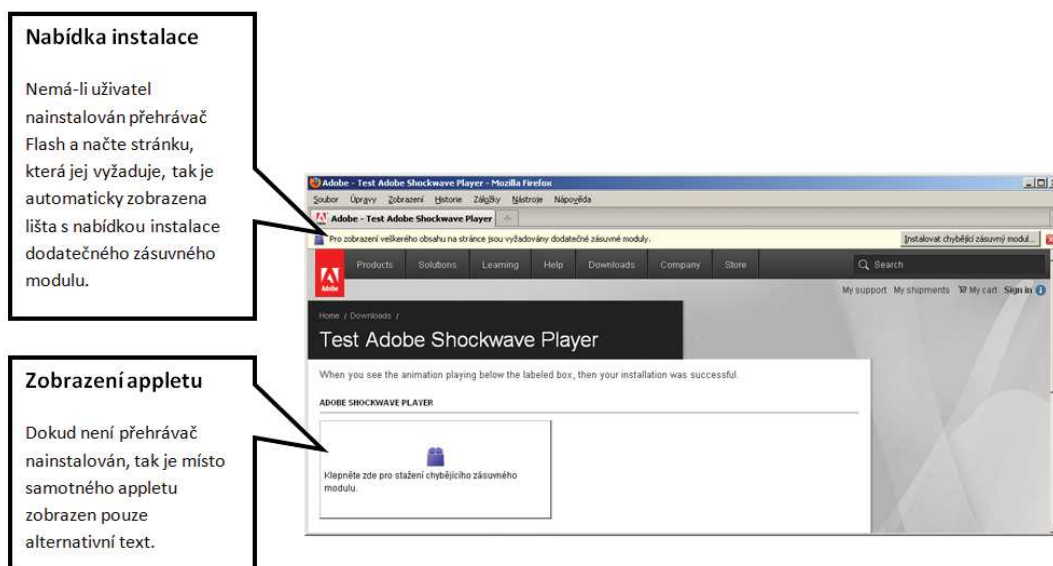 Nabídka instalace
Nemá-li uživatel
nainstalován přehrávač
Flash a načte stránku,
která jej vyžaduje, tak je
automaticky zobrazena
lišta s nabídkou instalace
dodatečného zásuvného
modulu.
Zobrazení appletu
Dokud není přehrávač
nainstalován, tak je místo
samotného appletu
zobrazen pouze
alternativní text.
Adobe - Test Adobe Shockwave Player - Mozilla Firefox
Soubor Úpravy Zobrazení Historie Záložky Nástroje Nápověda
Adobe - Test Adobe Shockwave Player
Pro zobrazení veškerého obsahu na stránce jsou vyžadovány dodatečné zásuvné moduly. Instalovat chybějící zásuvný modul...
Adobe Products Solutions Learning Help Downloads Company Store Search
My support My shipments My cart Sign in
Home / Downloads /
Test Adobe Shockwave Player
When you see the animation playing below the labeled box, then your installation was successful.
ADOBE SHOCKWAVE PLAYER
Klepněte zde pro stažení chybějícího zásuvného
modulu.